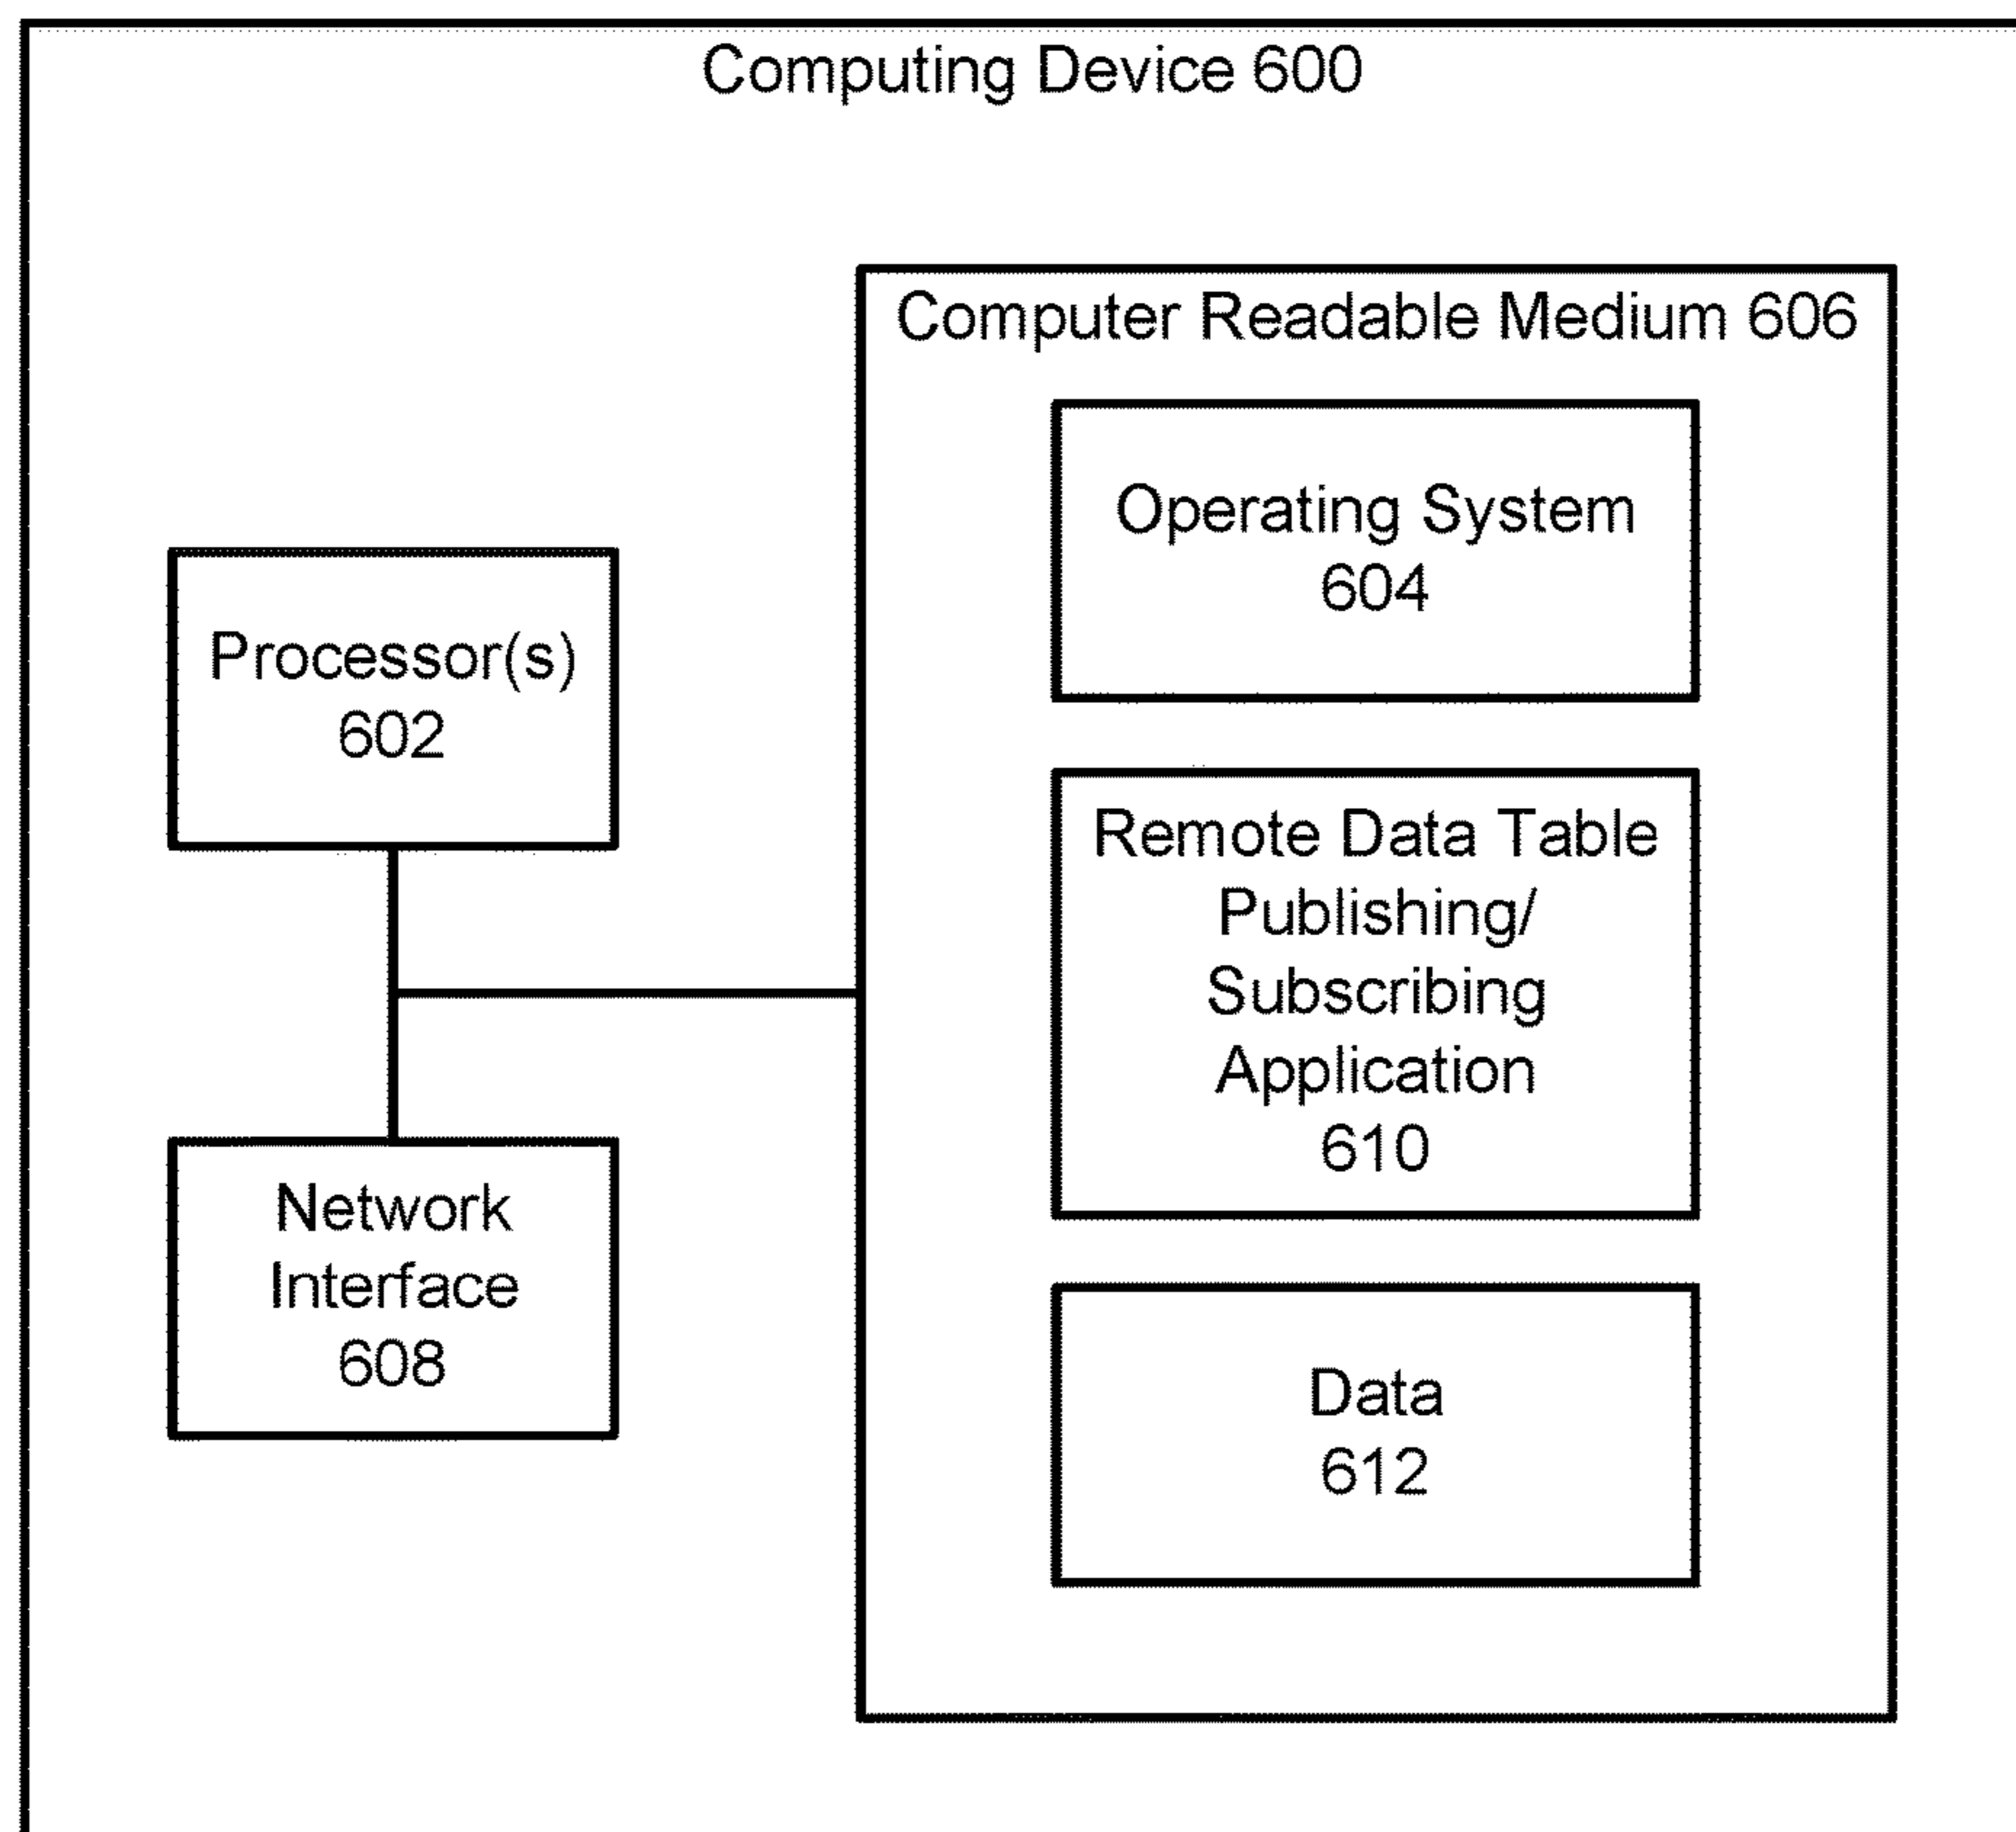 Computing Device 600
Computer Readable Medium 606
Operating System
604
Processor(s)
602
Remote Data Table
Publishing/
Subscribing
Application
610
Network
Interface
608
Data
612